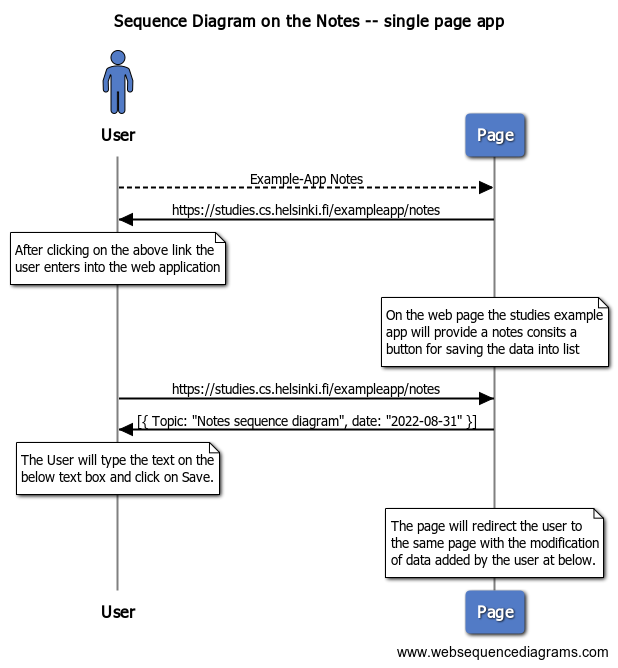 Sequence Diagram on the Notes -- single page app
User
Page
Example-App Notes
https://studies.cs.helsinki.fi/exampleapp/notes
After clicking on the above link the
user enters into the web application
On the web page the studies example
app will provide a notes consits a
button for saving the data into list
https://studies.cs.helsinki.fi/exampleapp/notes
[{ Topic: "Notes sequence diagram", date: "2022-08-31" }]
The User will type the text on the
below text box and click on Save.
The page will redirect the user to
the same page with the modification
of data added by the user at below.
User
Page
www.websequencediagrams.com